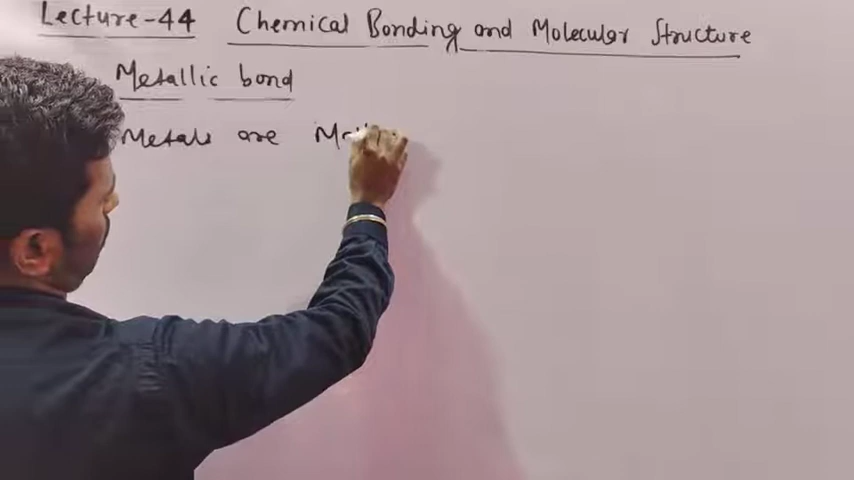 Lecture-44 Chemical Bonding and Molecular Structure
Metallic bond
Metals are